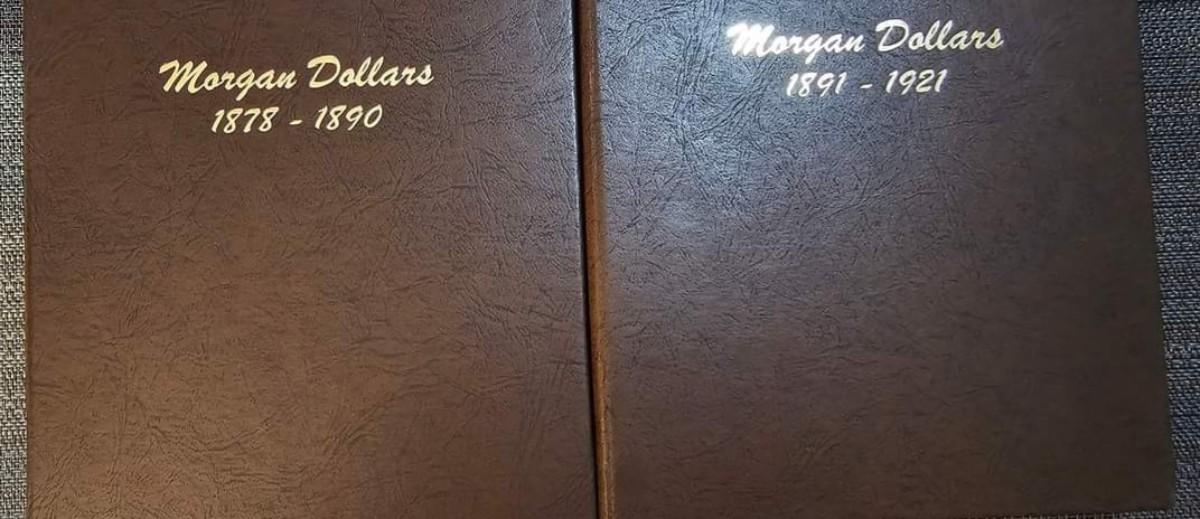 Morgan Dollars
1878 - 1890
Morgan Dollars
1891 - 1921